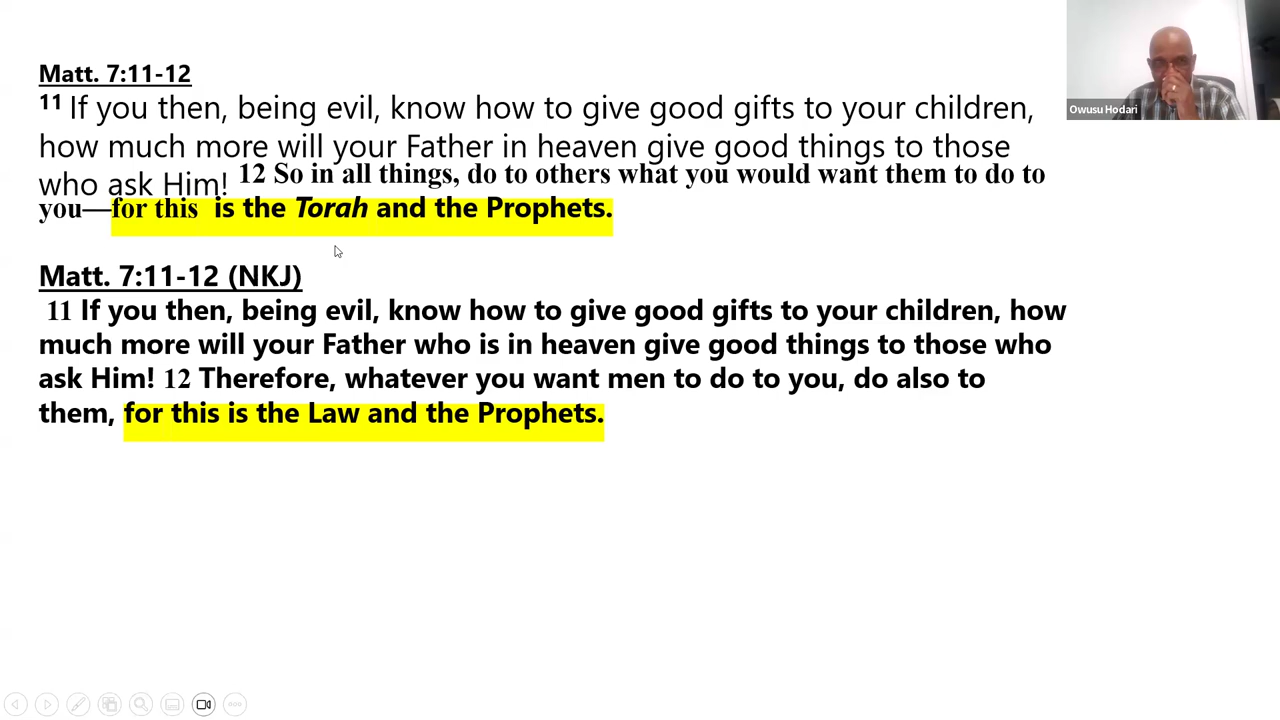 Matt. 7:11-12
11 If you then, being evil, know how to give good gifts to your children,
how much more will your Father in heaven give good things to those
who ask Him! 12 So in all things, do to others what you would want them to do to
you—for this is the Torah and the Prophets.
Matt. 7:11-12 (NKJ)
11 If you then, being evil, know how to give good gifts to your children, how
much more will your Father who is in heaven give good things to those who
ask Him! 12 Therefore, whatever you want men to do to you, do also to
them, for this is the Law and the Prophets.
Owusu Hodari